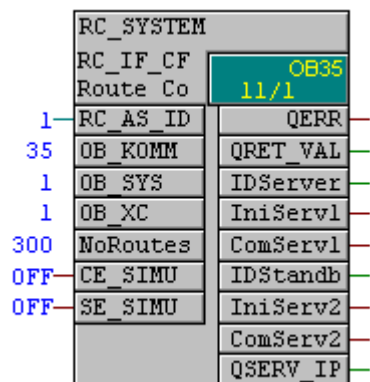 RC_SYSTEM
RC_IF_CF
Route Co
OB35
11/1
1 RC_AS_ID QERR
35 OB_KOMM QRET_VAL
1 OB_SYS IDServer
1 OB_XC IniServ1
300 NoRoutes ComServ1
OFF CE_SIMU IDStandb
OFF SE_SIMU IniServ2
ComServ2
QSERV_IP